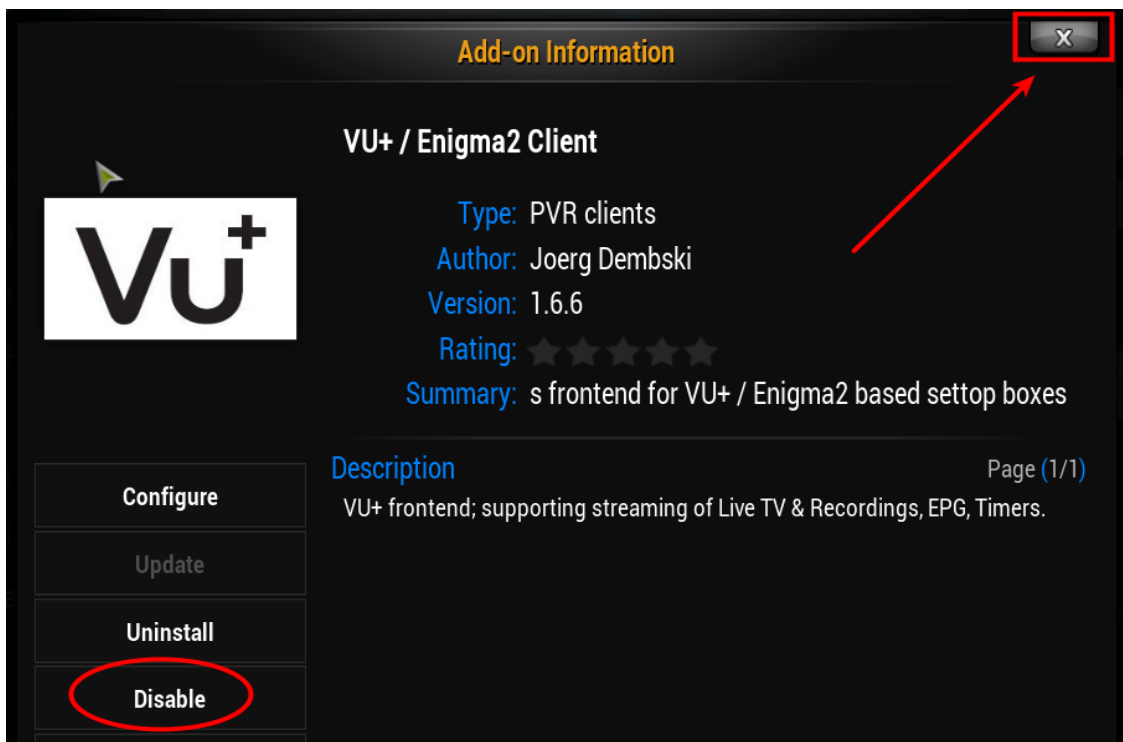 Add-on Information
X
VU+ / Enigma2 Client
Vu+
Type: PVR clients
Author: Joerg Dembski
Version: 1.6.6
Rating:
Summary: s frontend for VU+ / Enigma2 based settop boxes
Description
Page (1/1)
VU+ frontend; supporting streaming of Live TV & Recordings, EPG, Timers.
Configure
Update
Uninstall
Disable